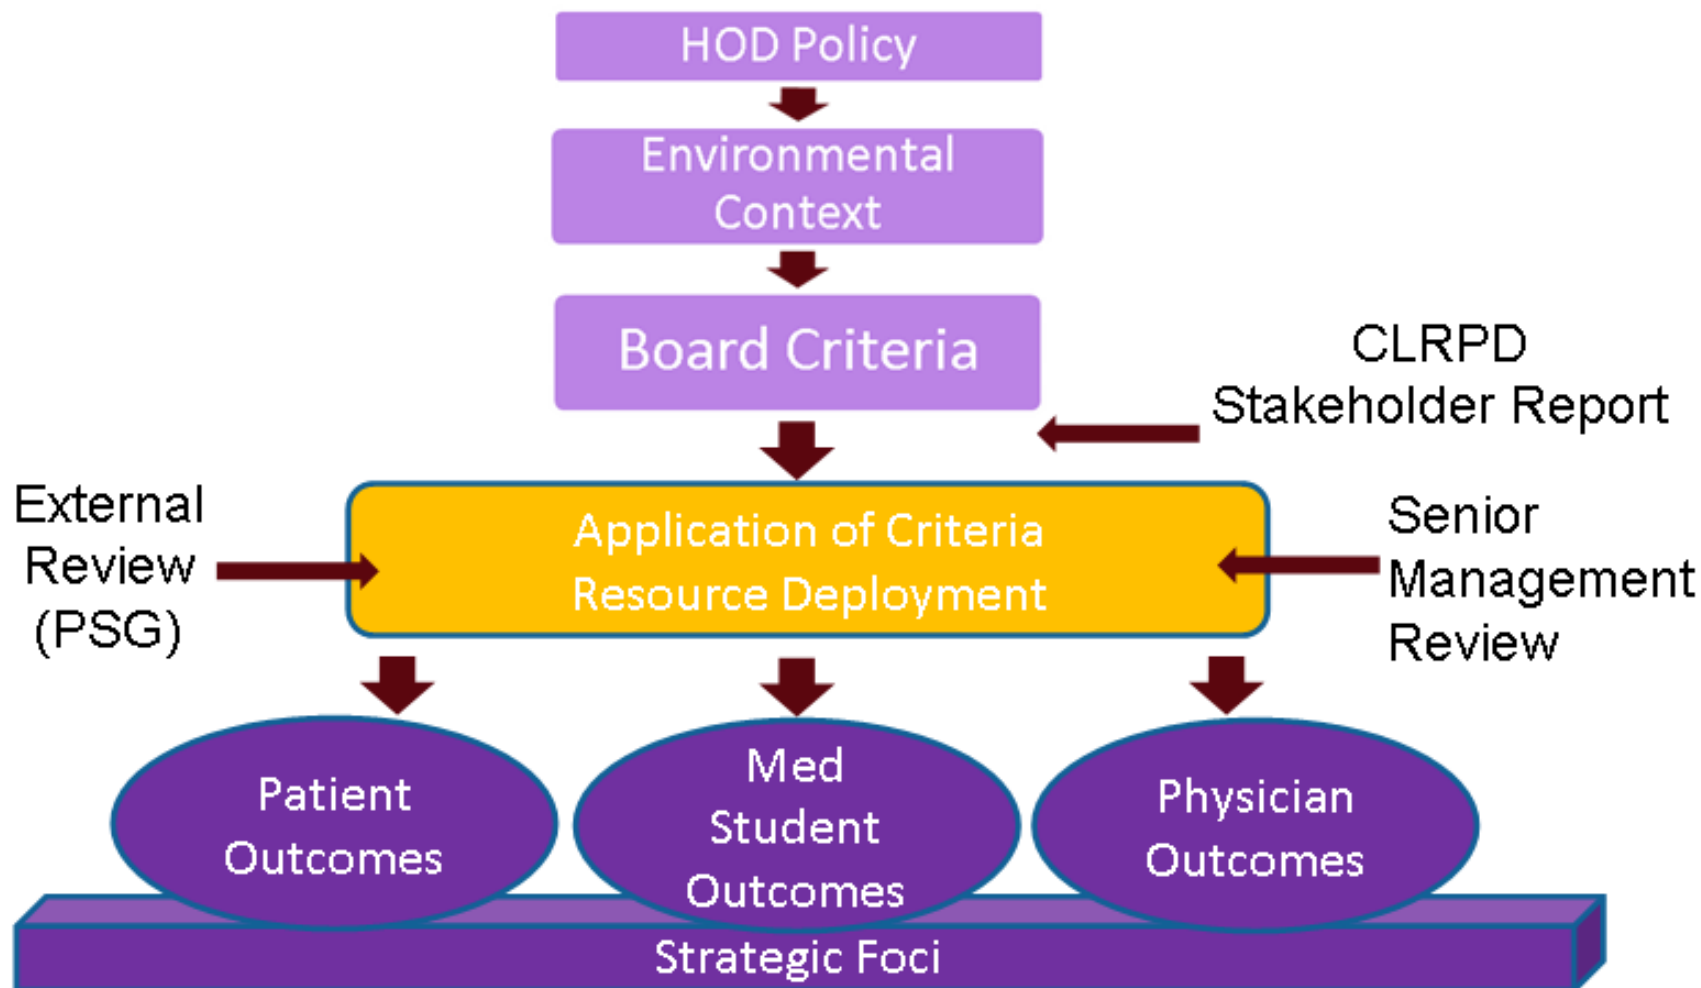 HOD Policy
Environmental
Context
Board Criteria
CLRPD
Stakeholder Report
External
Review
(PSG)
Application of Criteria
Resource Deployment
Senior
Management
Review
Patient
Outcomes
Med
Student
Outcomes
Physician
Outcomes
Strategic Foci